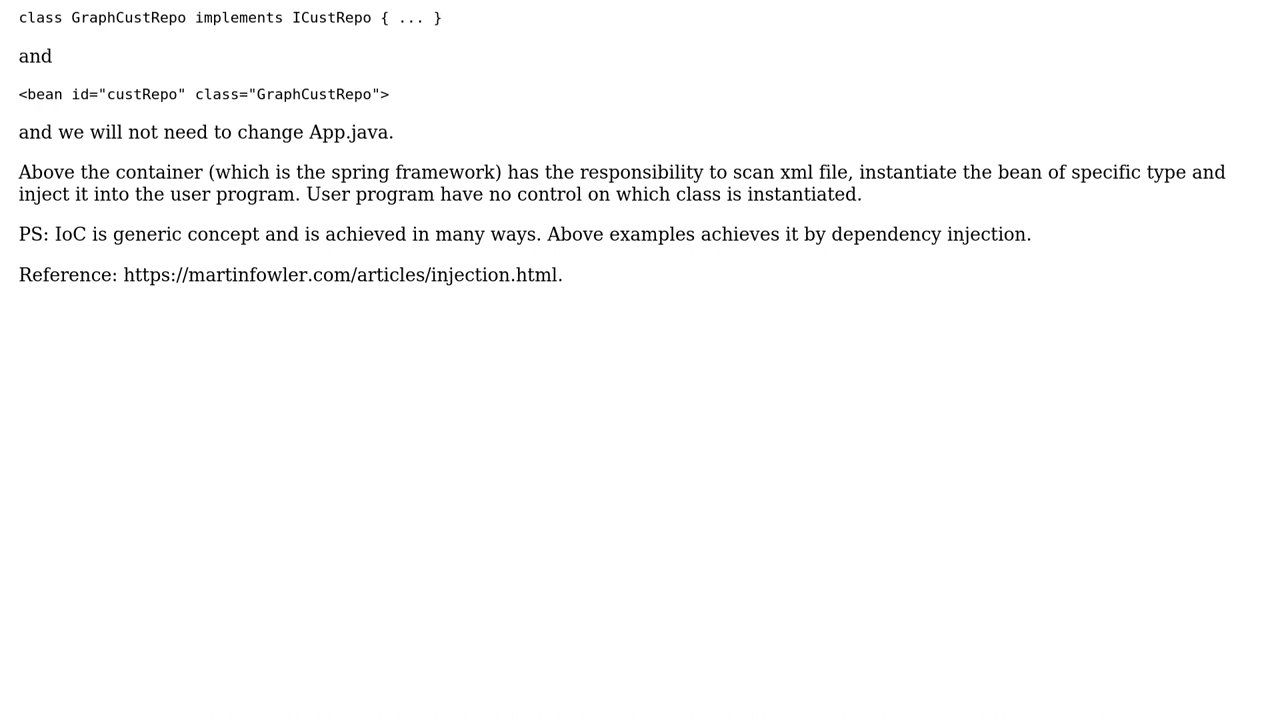 class GraphCustRepo implements ICustRepo { ... }
and
<bean id="custRepo" class="GraphCustRepo">
and we will not need to change App.java.
Above the container (which is the spring framework) has the responsibility to scan xml file, instantiate the bean of specific type and
inject it into the user program. User program have no control on which class is instantiated.
PS: IoC is generic concept and is achieved in many ways. Above examples achieves it by dependency injection.
Reference: https://martinfowler.com/articles/injection.html.